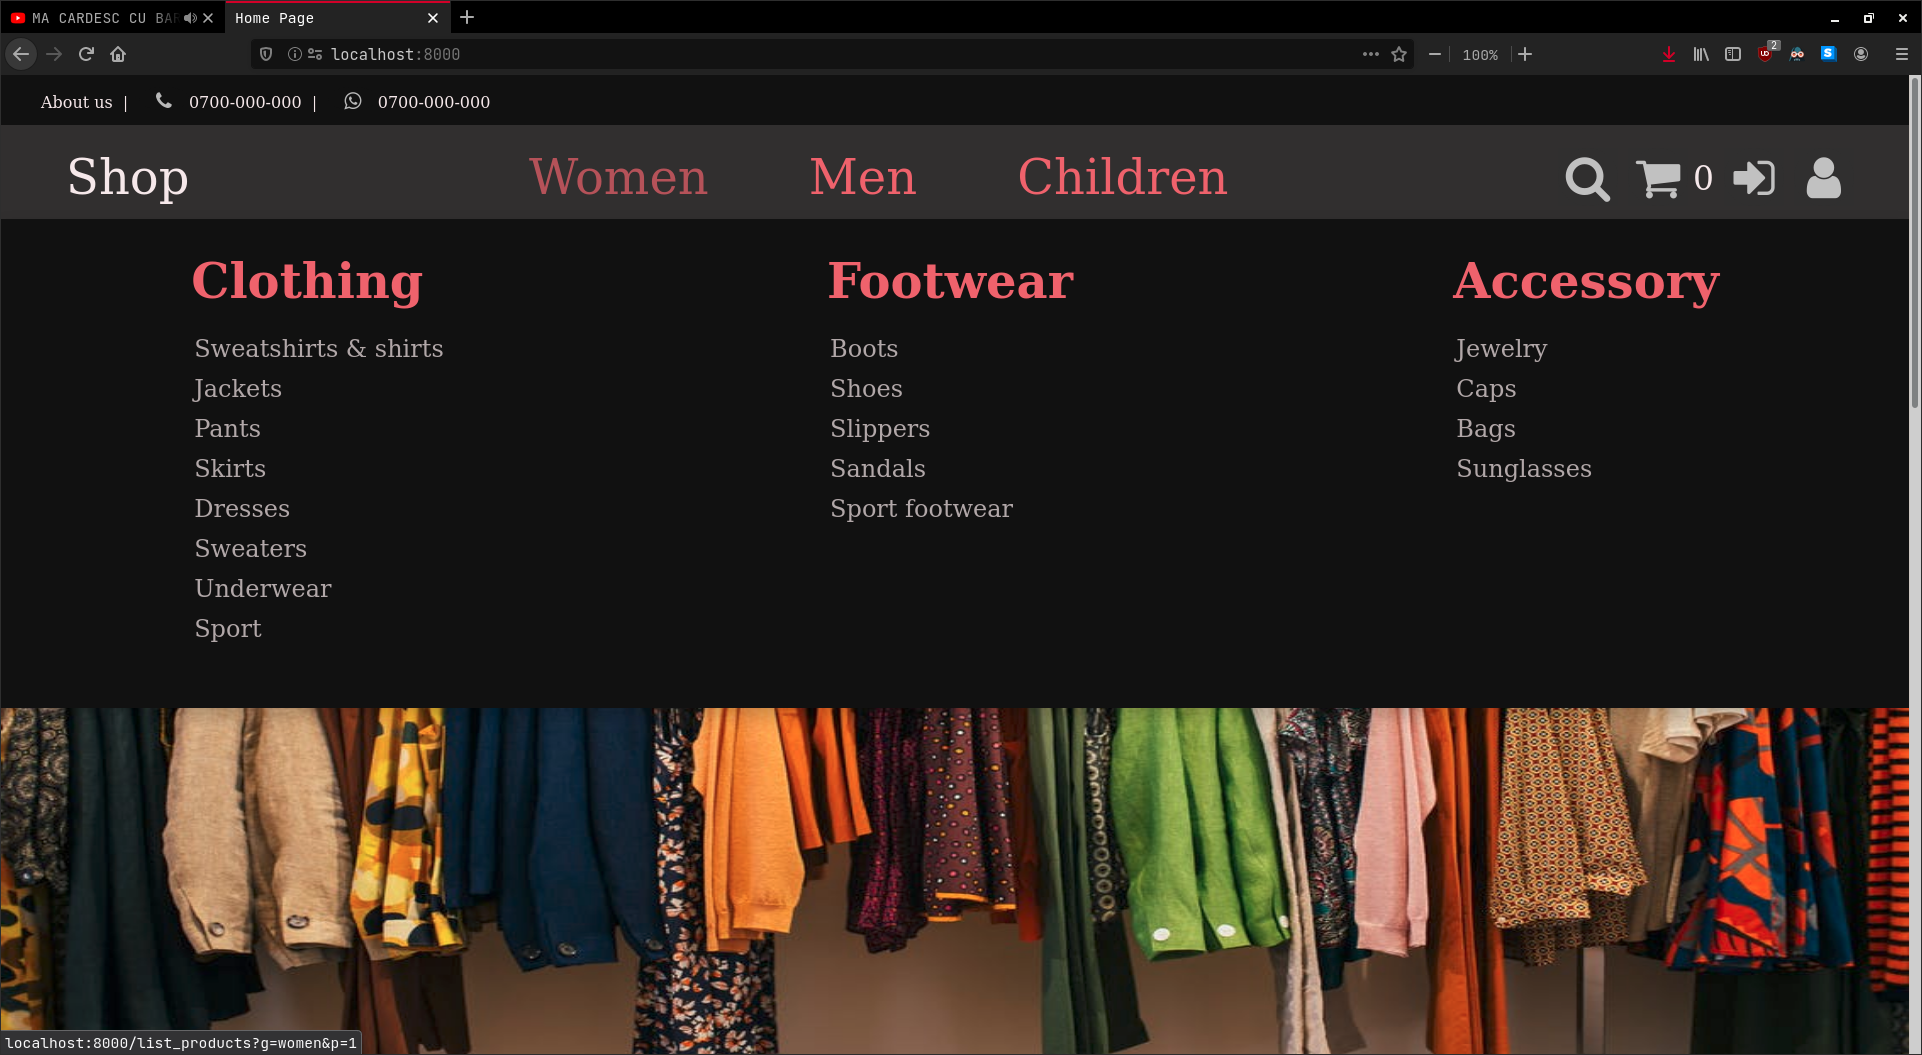 MA CARDESC CU BAR
Home Page
localhost:8000
100%
2
About us | 0700-000-000 | 0700-000-000
Shop Women Men Children 0
Clothing
Sweatshirts & shirts
Jackets
Pants
Skirts
Dresses
Sweaters
Underwear
Sport
Footwear
Boots
Shoes
Slippers
Sandals
Sport footwear
Accessory
Jewelry
Caps
Bags
Sunglasses
localhost:8000/list_products?g=women&p=1